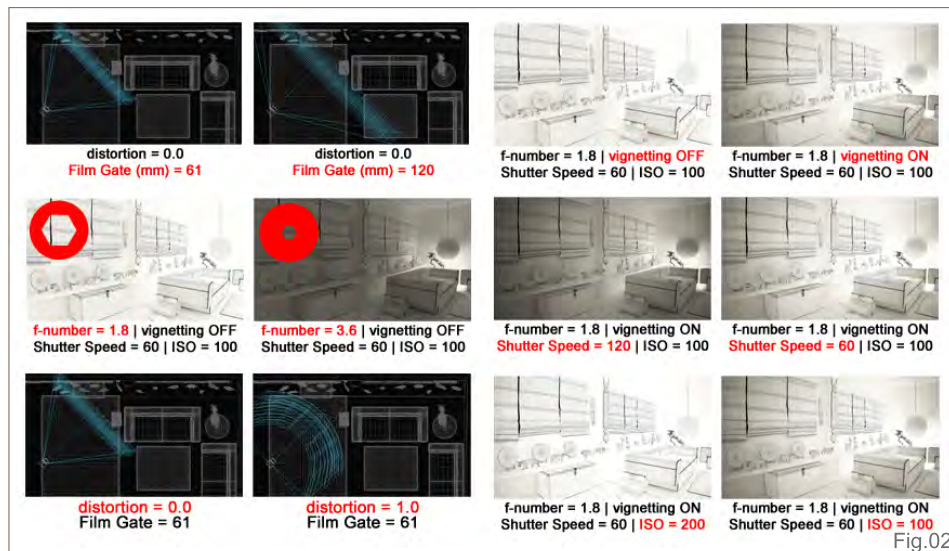 distortion = 0.0
Film Gate (mm) = 61
distortion = 0.0
Film Gate (mm) = 120
f-number = 1.8 | vignetting OFF
Shutter Speed = 60 | ISO = 100
f-number = 1.8 | vignetting ON
Shutter Speed = 60 | ISO = 100
f-number = 1.8 | vignetting OFF
Shutter Speed = 60 | ISO = 100
f-number = 3.6 | vignetting OFF
Shutter Speed = 60 | ISO = 100
f-number = 1.8 | vignetting ON
Shutter Speed = 120 | ISO = 100
f-number = 1.8 | vignetting ON
Shutter Speed = 60 | ISO = 100
distortion = 0.0
Film Gate = 61
distortion = 1.0
Film Gate = 61
f-number = 1.8 | vignetting ON
Shutter Speed = 60 | ISO = 200
f-number = 1.8 | vignetting ON
Shutter Speed = 60 | ISO = 100
Fig.02